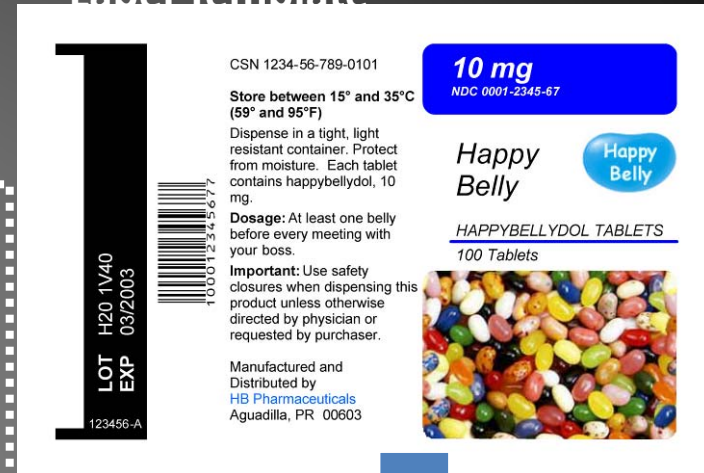 Label Template
LOT H20 1V40
EXP 03/2003
123456-A
1000012345677
CSN 1234-56-789-0101
Store between 15° and 35°C
(59° and 95°F)
Dispense in a tight, light
resistant container. Protect
from moisture. Each tablet
contains happybellydol, 10
mg.
Dosage: At least one belly
before every meeting with
your boss.
Important: Use safety
closures when dispensing this
product unless otherwise
directed by physician or
requested by purchaser.
Manufactured and
Distributed by
HB Pharmaceuticals
Aguadilla, PR 00603
10 mg
NDC 0001-2345-67
Happy
Belly
Happy
Belly
HAPPYBELLYDOL TABLETS
100 Tablets